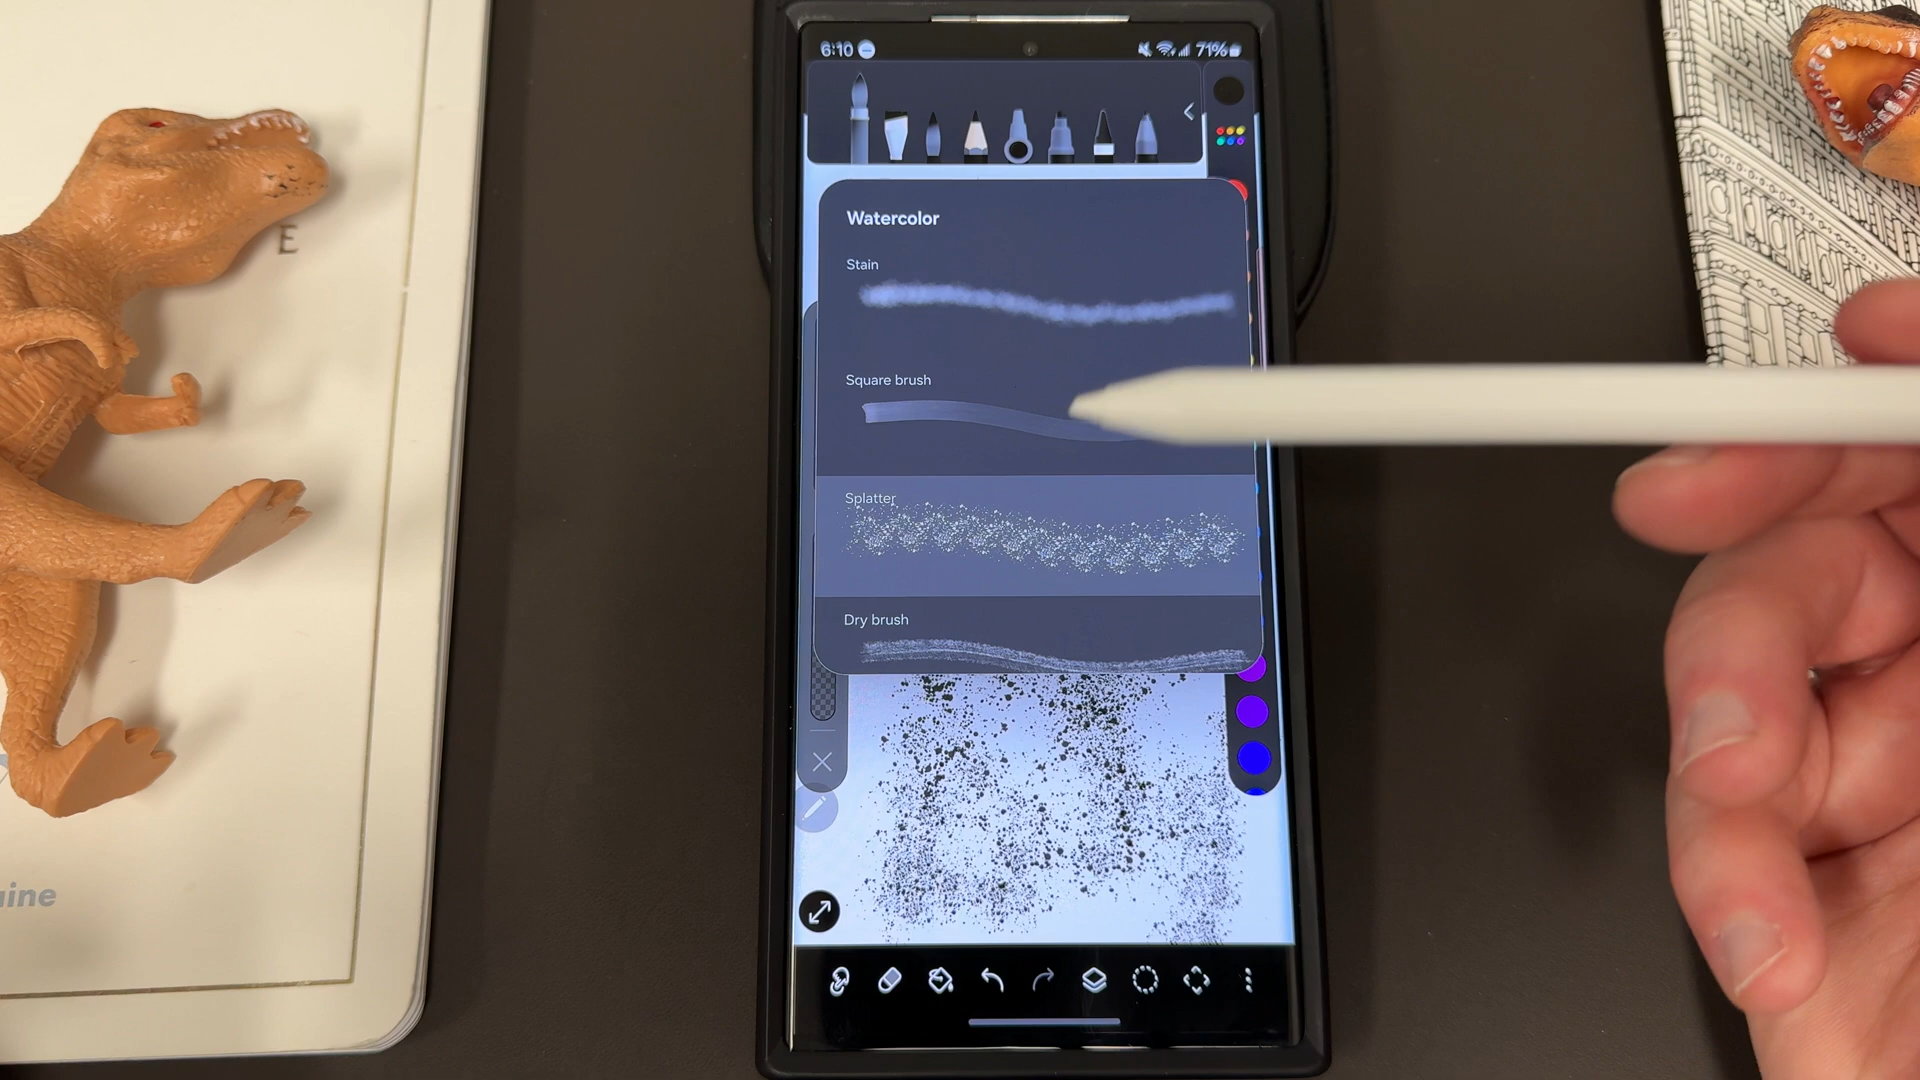 6:10
71%
Watercolor
Stain
Square brush
Splatter
Dry brush
E
ine